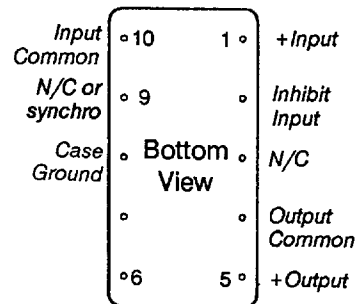 Input
Common
10
1
+Input
N/C or
synchro
9
Inhibit
Input
Case
Ground
Bottom
View
N/C
Output
Common
6
5
+Output